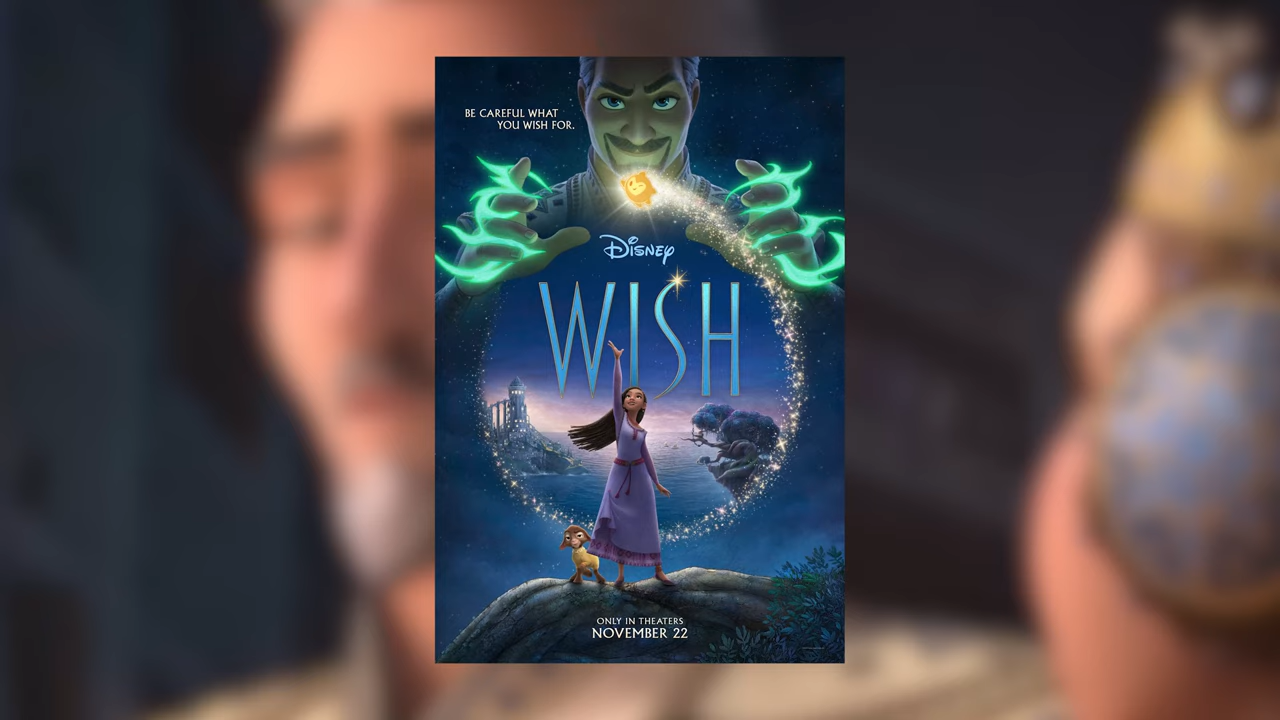 BE CAREFUL WHAT
YOU WISH FOR.
DISNEY
WISH
ONLY IN THEATERS
NOVEMBER 22